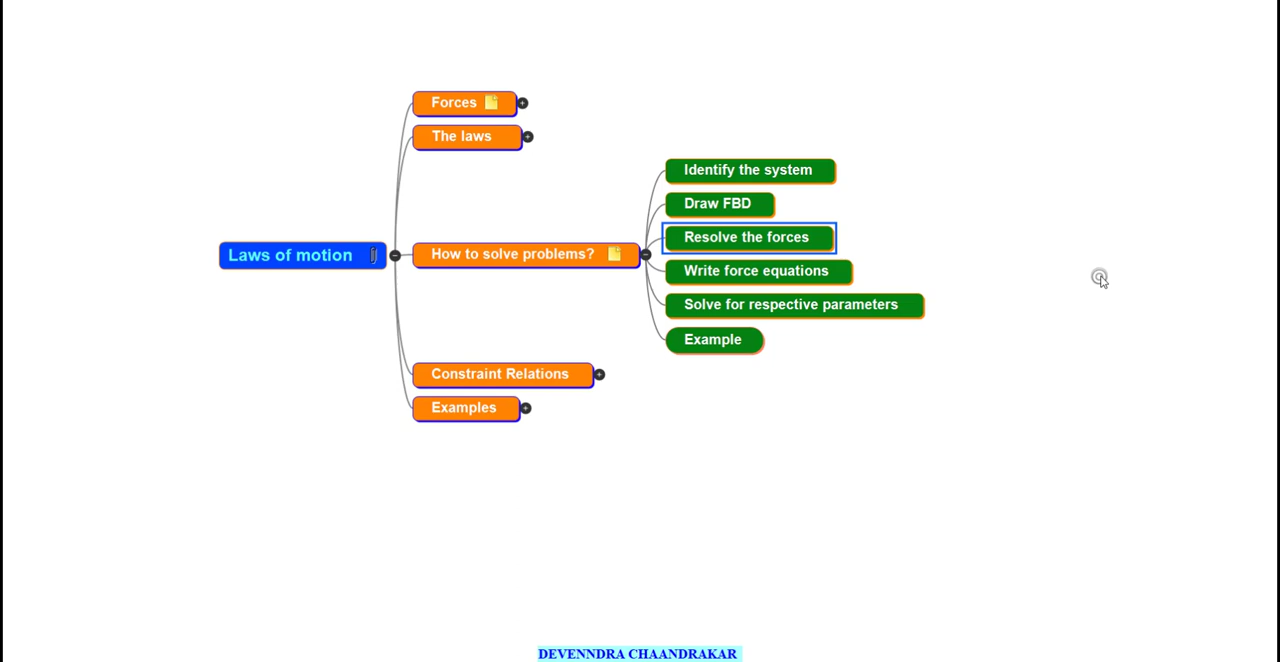 Forces
The laws
Identify the system
Draw FBD
Resolve the forces
Laws of motion
How to solve problems?
Write force equations
Solve for respective parameters
Example
Constraint Relations
Examples
DEVENNDRA CHAANDRAKAR